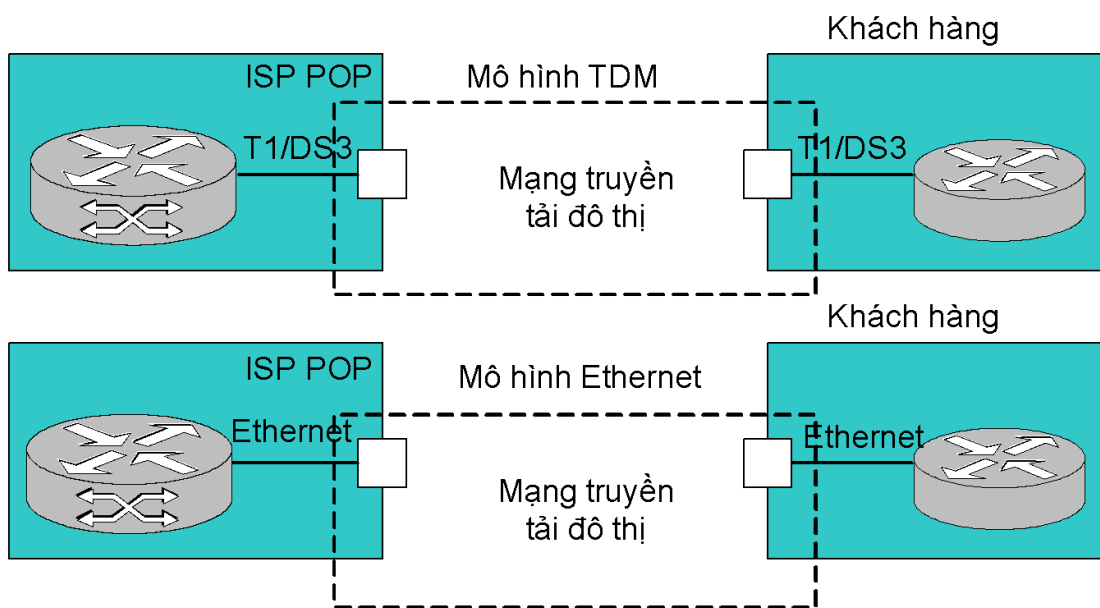 Khách hàng
ISP POP
Mô hình TDM
T1/DS3
T1/DS3
Mạng truyền
tải đô thị
Khách hàng
ISP POP
Mô hình Ethernet
Ethernet
Ethernet
Mạng truyền
tải đô thị